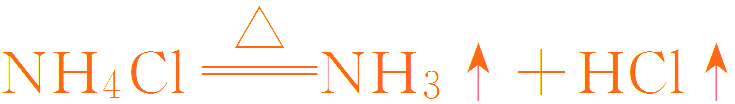 NH₄Cl ≜ NH₃ ↑ + HCl ↑